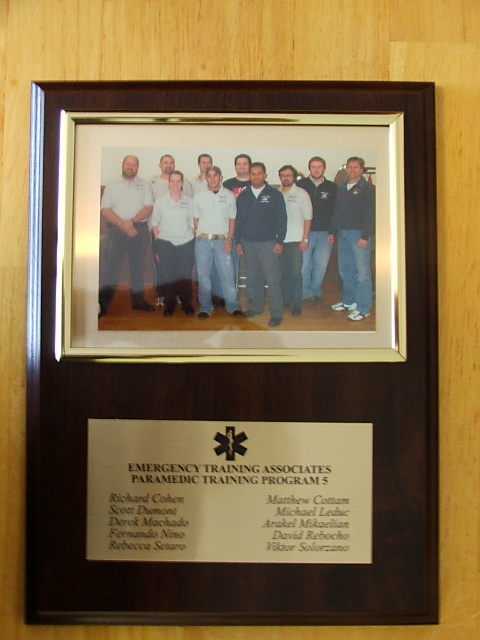 EMERGENCY TRAINING ASSOCIATES
PARAMEDIC TRAINING PROGRAM 5
Richard Cohen Matthew Cottam
Scott Dumont Michael Leduc
Derek Machado Arakel Mikaelian
Fernando Nino David Rebocho
Rebecca Setaro Viktor Solorzano